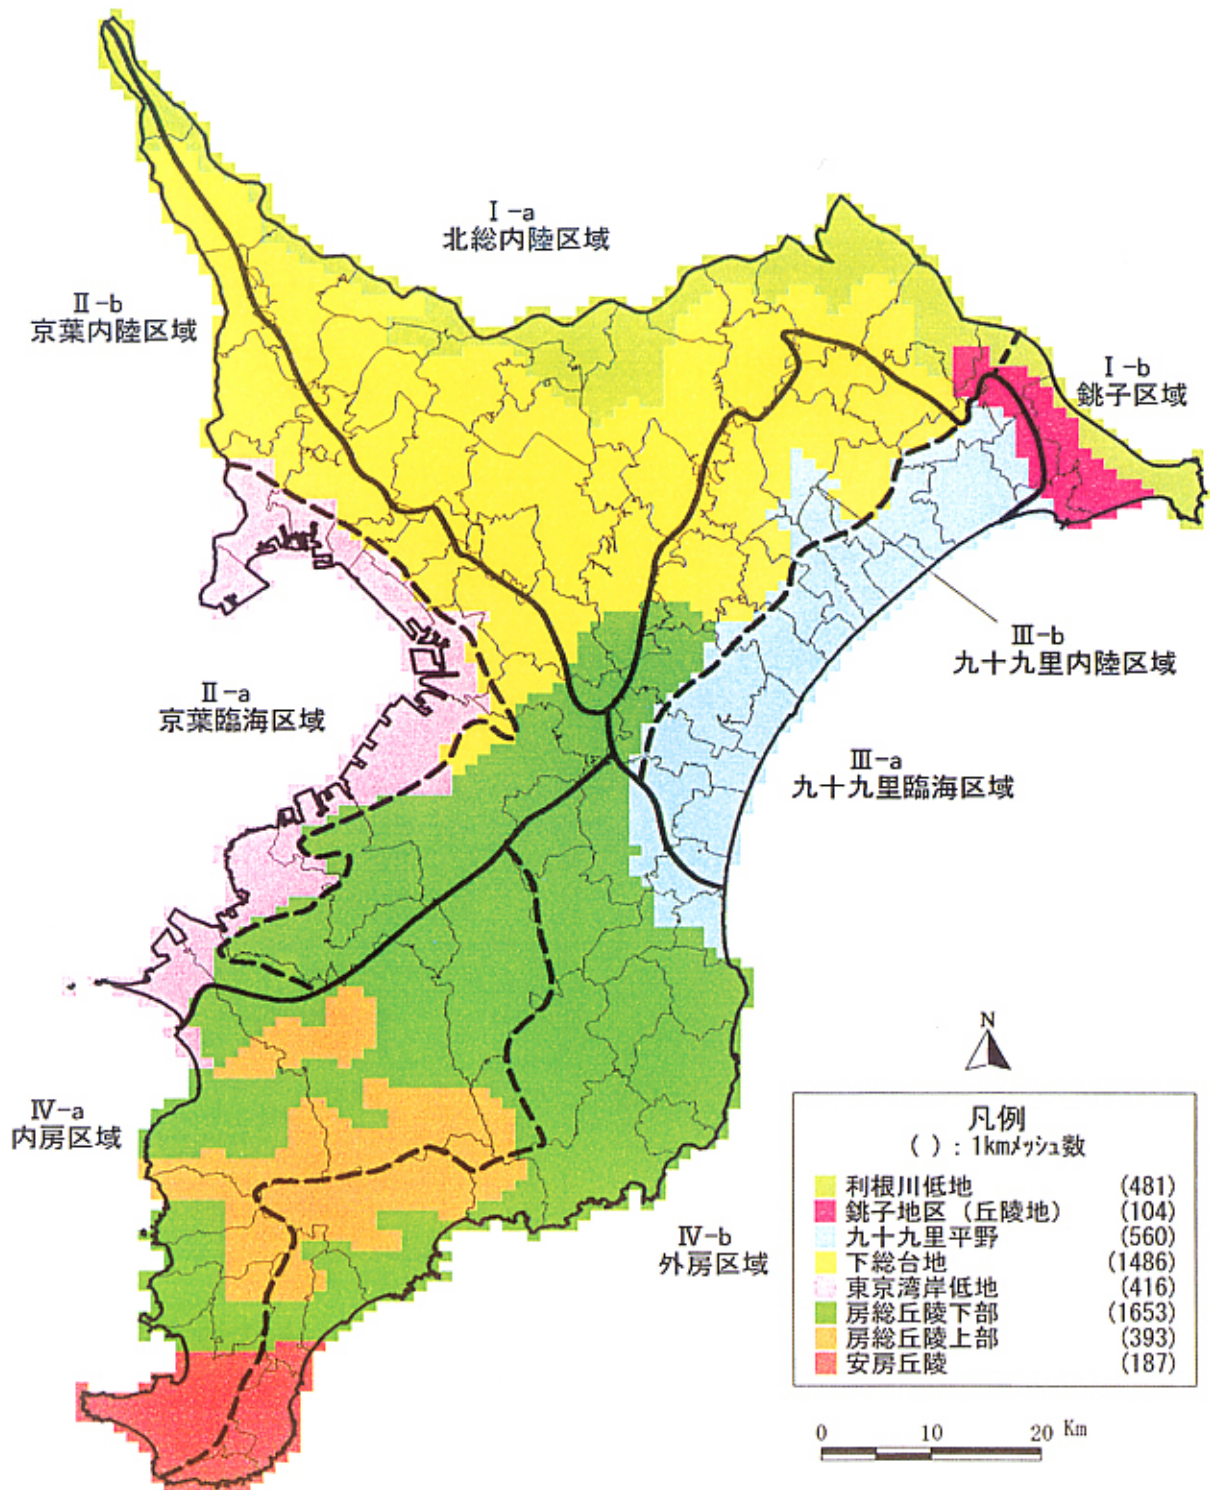 Ⅰ-a
北総内陸区域
Ⅱ-b
京葉内陸区域
Ⅰ-b
銚子区域
Ⅲ-b
九十九里内陸区域
Ⅱ-a
京葉臨海区域
Ⅲ-a
九十九里臨海区域
N
Ⅳ-a
内房区域
Ⅳ-b
外房区域
凡例
( ) : 1kmメッシュ数
利根川低地 (481)
銚子地区 (丘陵地) (104)
九十九里平野 (560)
下総台地 (1486)
東京湾岸低地 (416)
房総丘陵下部 (1653)
房総丘陵上部 (393)
安房丘陵 (187)
0 10 20 Km